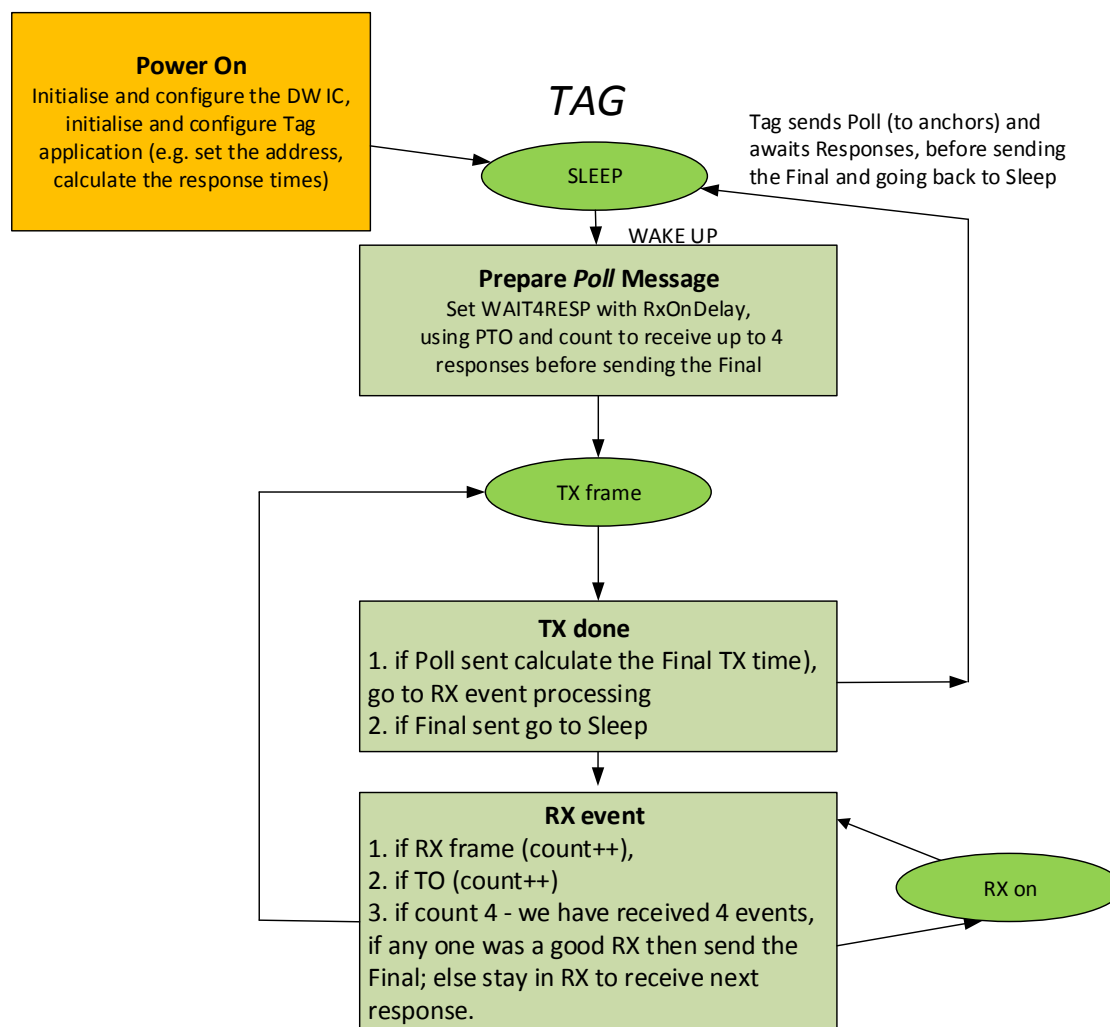 Power On
Initialise and configure the DW IC,
initialise and configure Tag
application (e.g. set the address,
calculate the response times)
TAG
Tag sends Poll (to anchors) and
awaits Responses, before sending
the Final and going back to Sleep
SLEEP
WAKE UP
Prepare Poll Message
Set WAIT4RESP with RxOnDelay,
using PTO and count to receive up to 4
responses before sending the Final
TX frame
TX done
1. if Poll sent calculate the Final TX time),
go to RX event processing
2. if Final sent go to Sleep
RX event
1. if RX frame (count++),
2. if TO (count++)
3. if count 4 - we have received 4 events,
if any one was a good RX then send the
Final; else stay in RX to receive next
response.
RX on